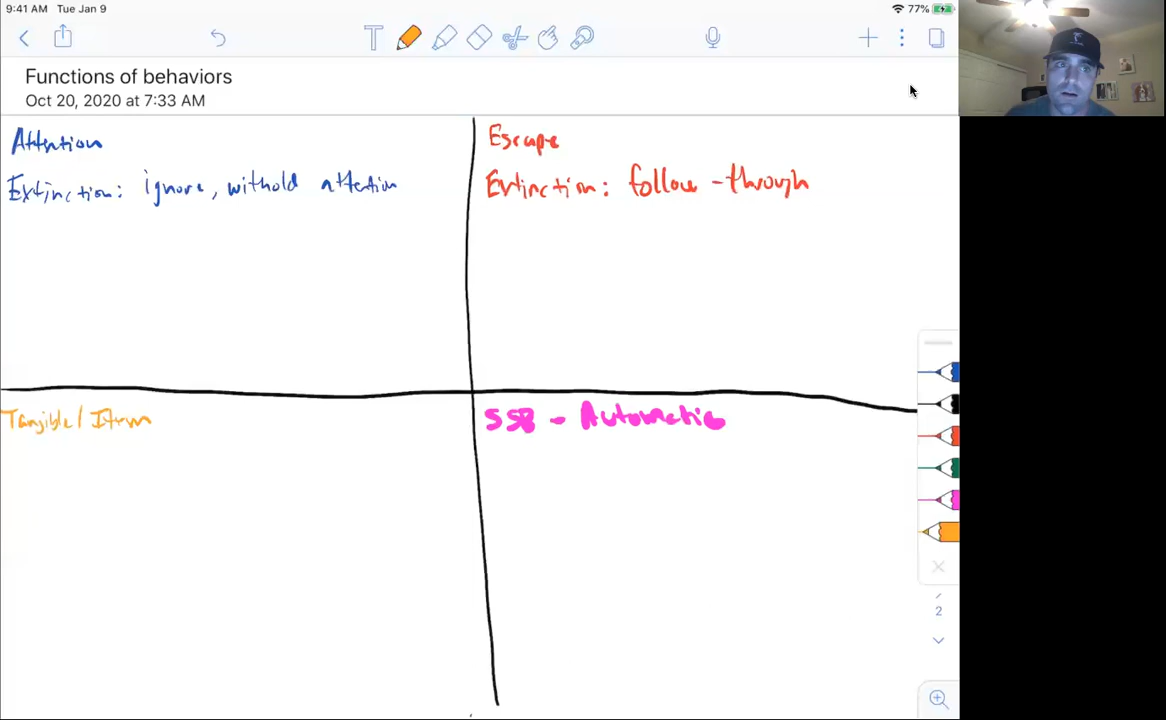 9:41 AM Tue Jan 9
77%
Functions of behaviors
Oct 20, 2020 at 7:33 AM
Attention
Extinction: ignore, withold attention
Escape
Extinction: follow-through
Tangible/Item
SSB - Automatic
2